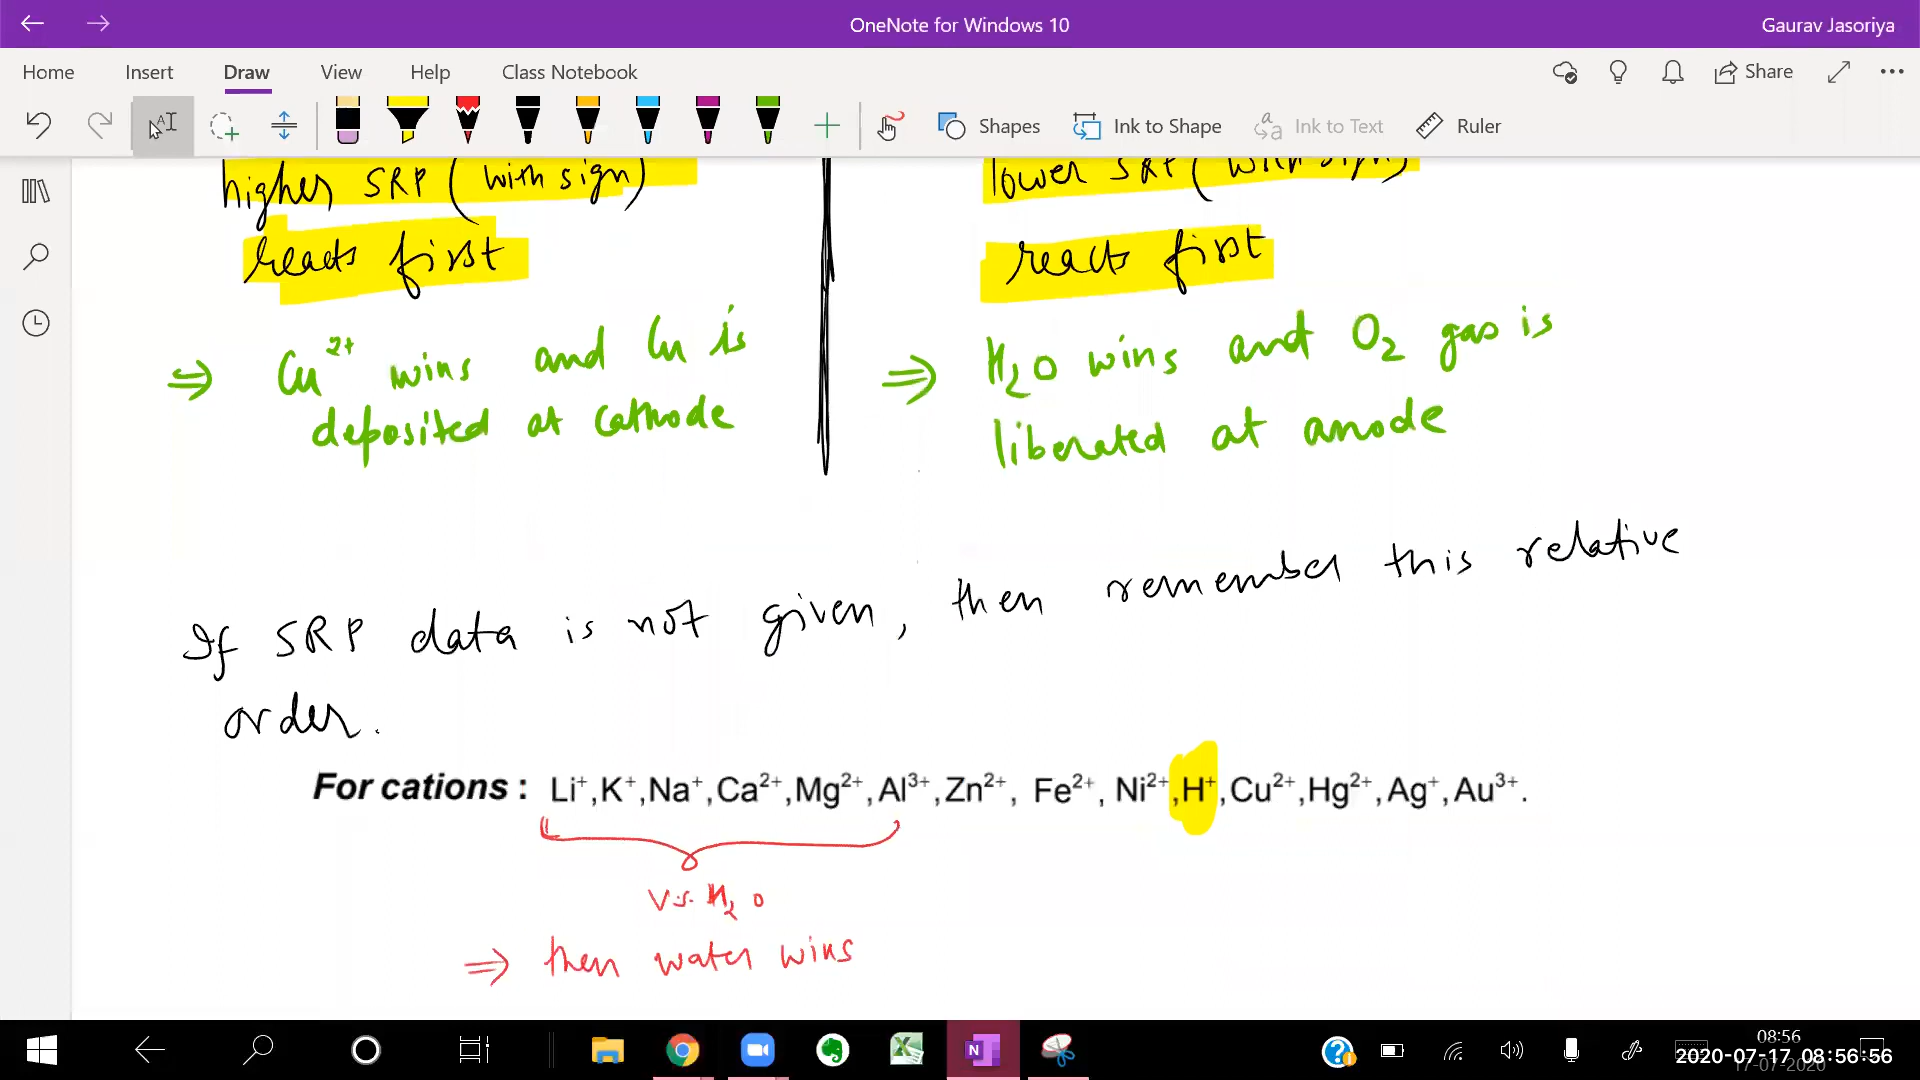 OneNote for Windows 10
Gaurav Jasoriya
Home Insert Draw View Help Class Notebook
Share
Shapes Ink to Shape Ink to Text Ruler
higher SRP (with sign)
reacts first
lower SRP (with sign)
reacts first
⇒ Cu²⁺ wins and Cu is
deposited at cathode
⇒ H₂O wins and O₂ gas is
liberated at anode
If SRP data is not given, then remember this relative
order.
For cations : Li⁺,K⁺,Na⁺,Ca²⁺,Mg²⁺,Al³⁺,Zn²⁺, Fe²⁺, Ni²⁺,H⁺,Cu²⁺,Hg²⁺,Ag⁺,Au³⁺.
Vs. H₂O
⇒ then water wins
08:56
2020-07-17 08:56:56
17-07-2020